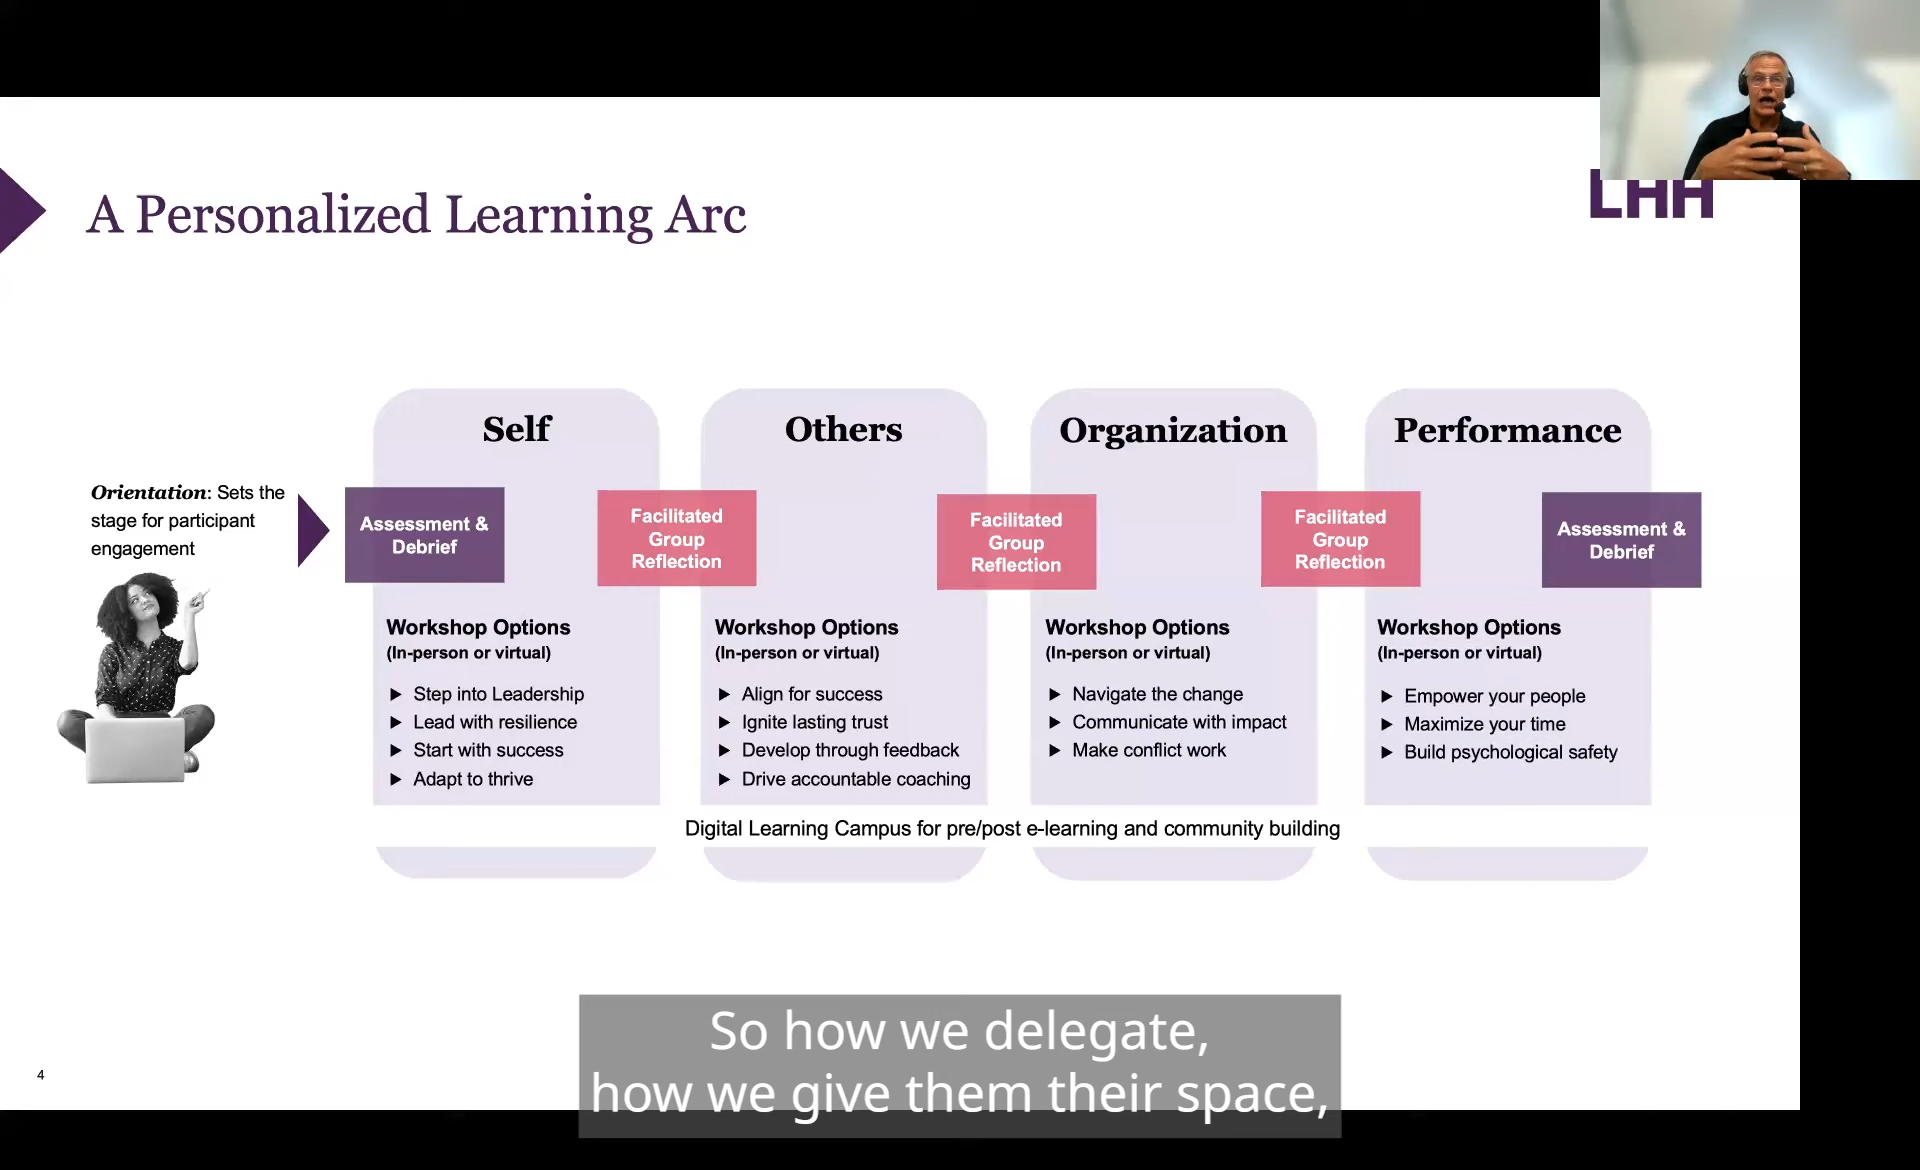 LHH
A Personalized Learning Arc
Orientation: Sets the
stage for participant
engagement
Self
Assessment &
Debrief
Workshop Options
(In-person or virtual)
Step into Leadership
Lead with resilience
Start with success
Adapt to thrive
Facilitated
Group
Reflection
Others
Workshop Options
(In-person or virtual)
Align for success
Ignite lasting trust
Develop through feedback
Drive accountable coaching
Facilitated
Group
Reflection
Organization
Workshop Options
(In-person or virtual)
Navigate the change
Communicate with impact
Make conflict work
Facilitated
Group
Reflection
Performance
Assessment &
Debrief
Workshop Options
(In-person or virtual)
Empower your people
Maximize your time
Build psychological safety
Digital Learning Campus for pre/post e-learning and community building
So how we delegate,
how we give them their space,
4